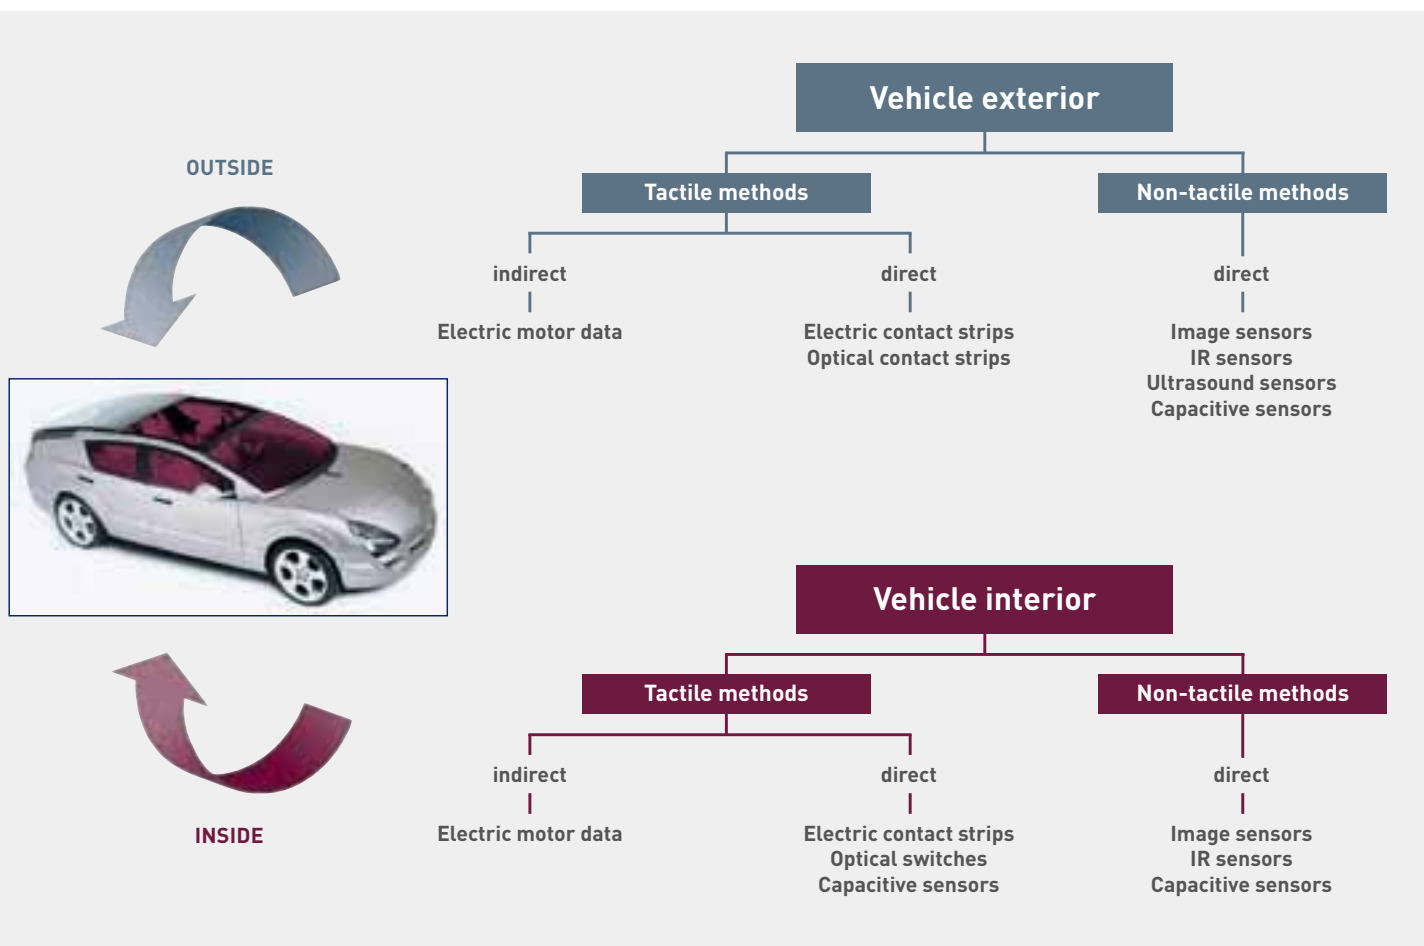 Vehicle exterior
OUTSIDE
Tactile methods
Non-tactile methods
indirect
direct
direct
Electric motor data
Electric contact strips
Optical contact strips
Image sensors
IR sensors
Ultrasound sensors
Capacitive sensors
Vehicle interior
Tactile methods
Non-tactile methods
indirect
direct
direct
INSIDE
Electric motor data
Electric contact strips
Optical switches
Capacitive sensors
Image sensors
IR sensors
Capacitive sensors